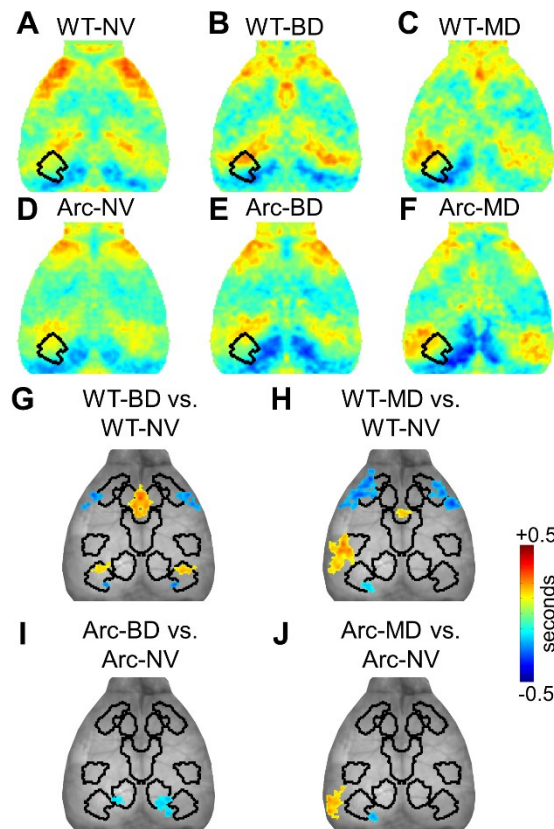 A WT-NV
B WT-BD
C WT-MD
D Arc-NV
E Arc-BD
F Arc-MD
G WT-BD vs.
WT-NV
H WT-MD vs.
WT-NV
+0.5
seconds
-0.5
I Arc-BD vs.
Arc-NV
J Arc-MD vs.
Arc-NV